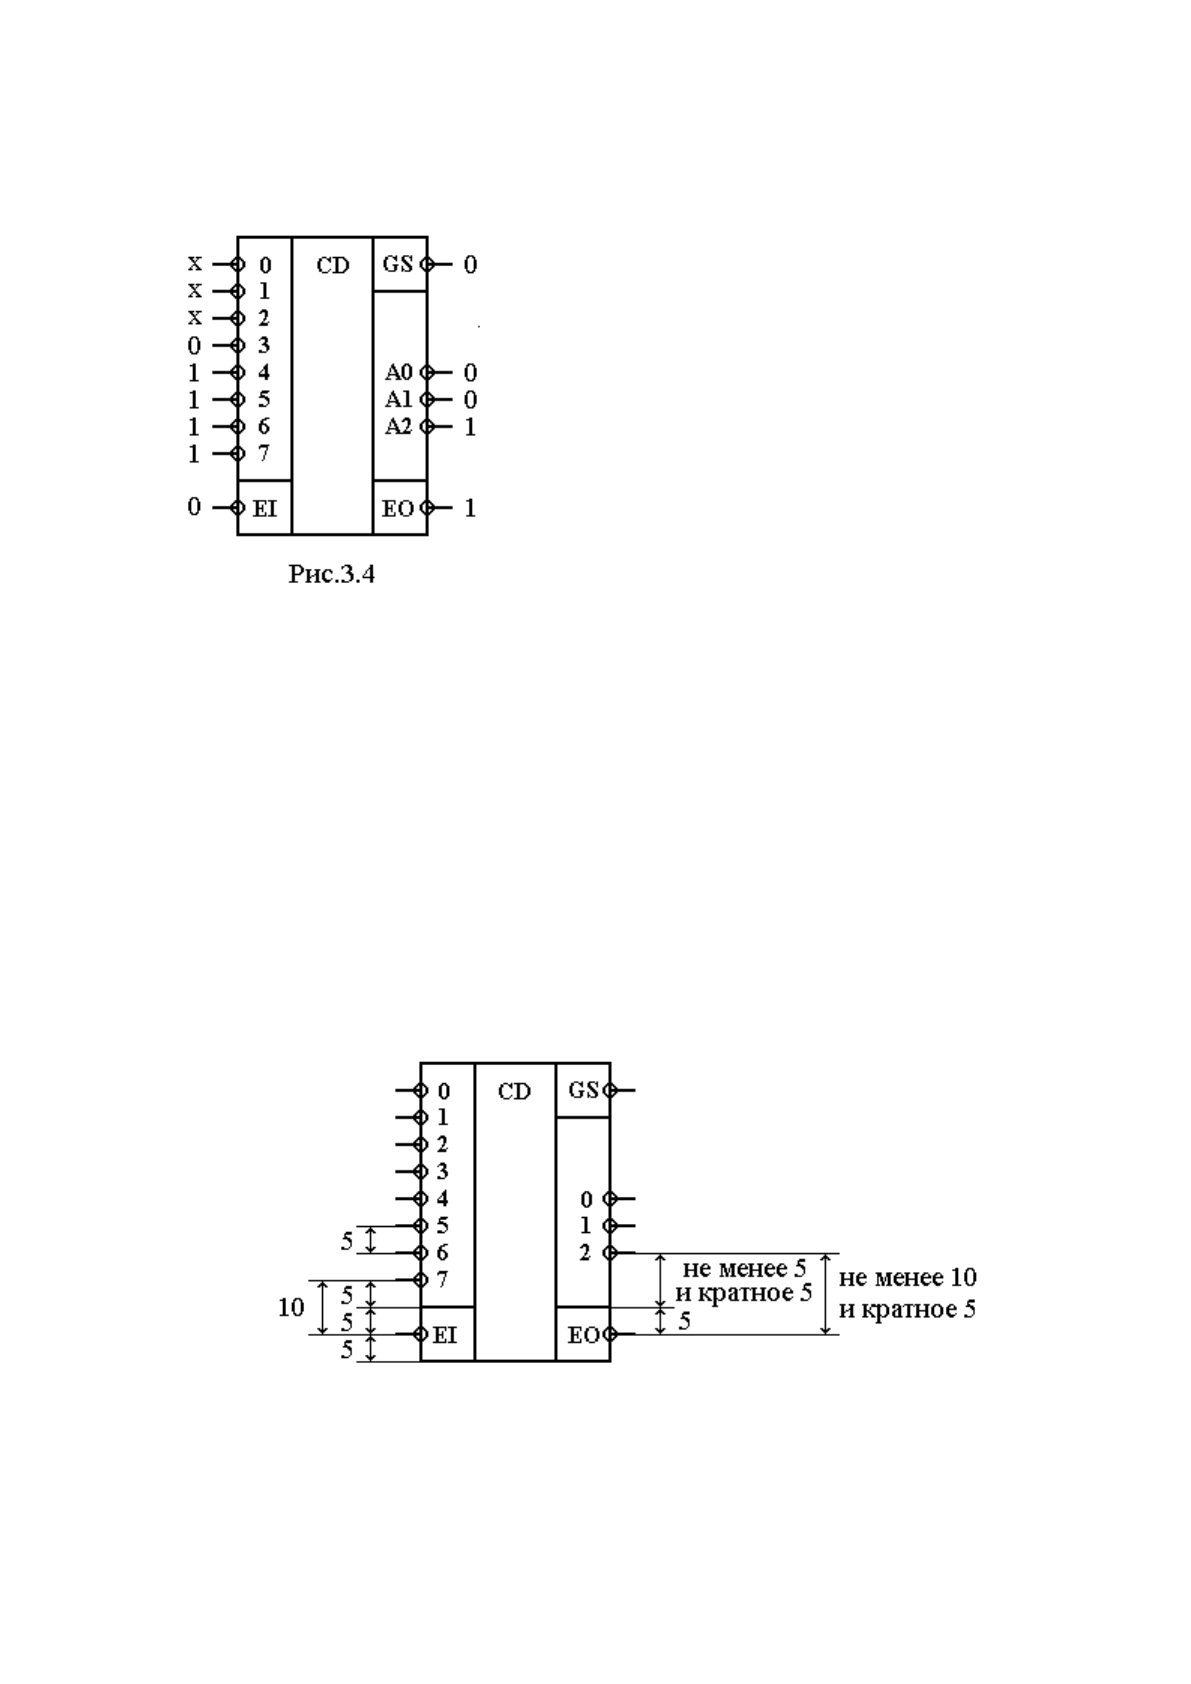 X 0 CD GS 0
X 1
X 2
0 3
1 4 A0 0
1 5 A1 0
1 6 A2 1
1 7
0 EI EO 1
Рис.3.4
0 CD GS
1
2
3
4 0
5 1
5
6 2
не менее 5
и кратное 5
не менее 10
и кратное 5
7
10
5
5
5
5
EI EO